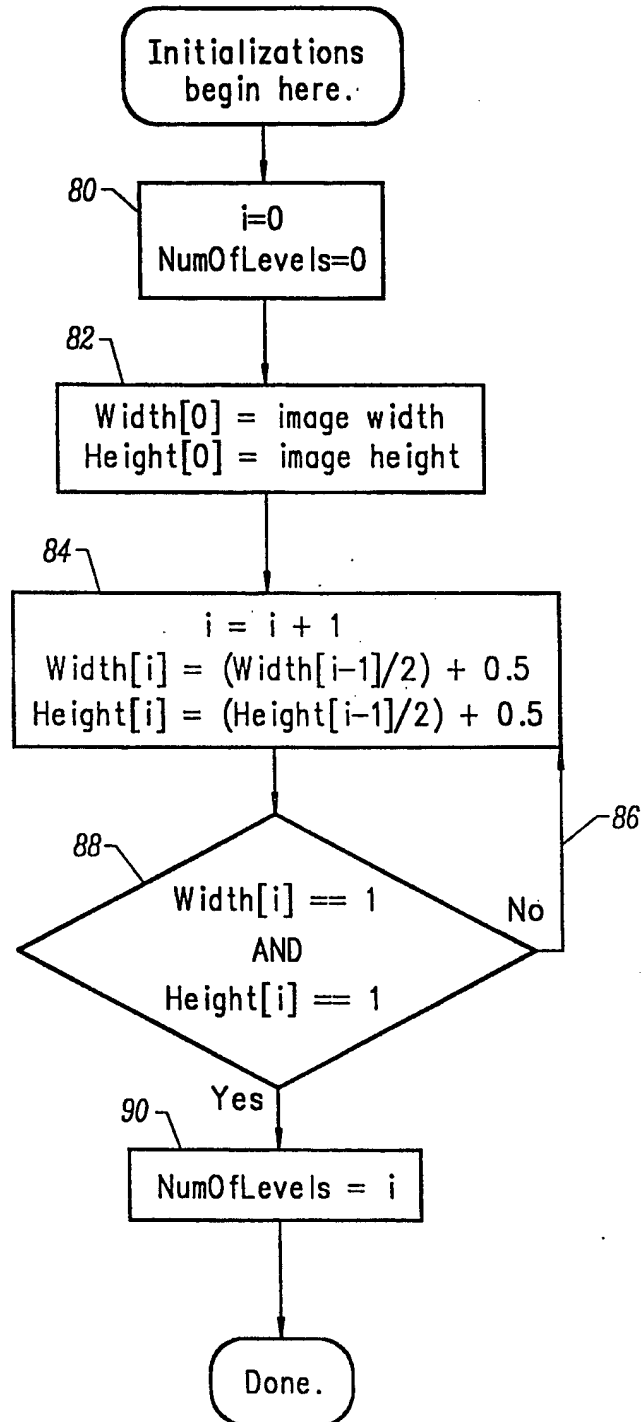 Initializations
begin here.
80
i=0
NumOfLevels=0
82
Width[0] = image width
Height[0] = image height
84
i = i + 1
Width[i] = (Width[i-1]/2) + 0.5
Height[i] = (Height[i-1]/2) + 0.5
86
88
Width[i] == 1
AND
Height[i] == 1
No
Yes
90
NumOfLevels = i
Done.